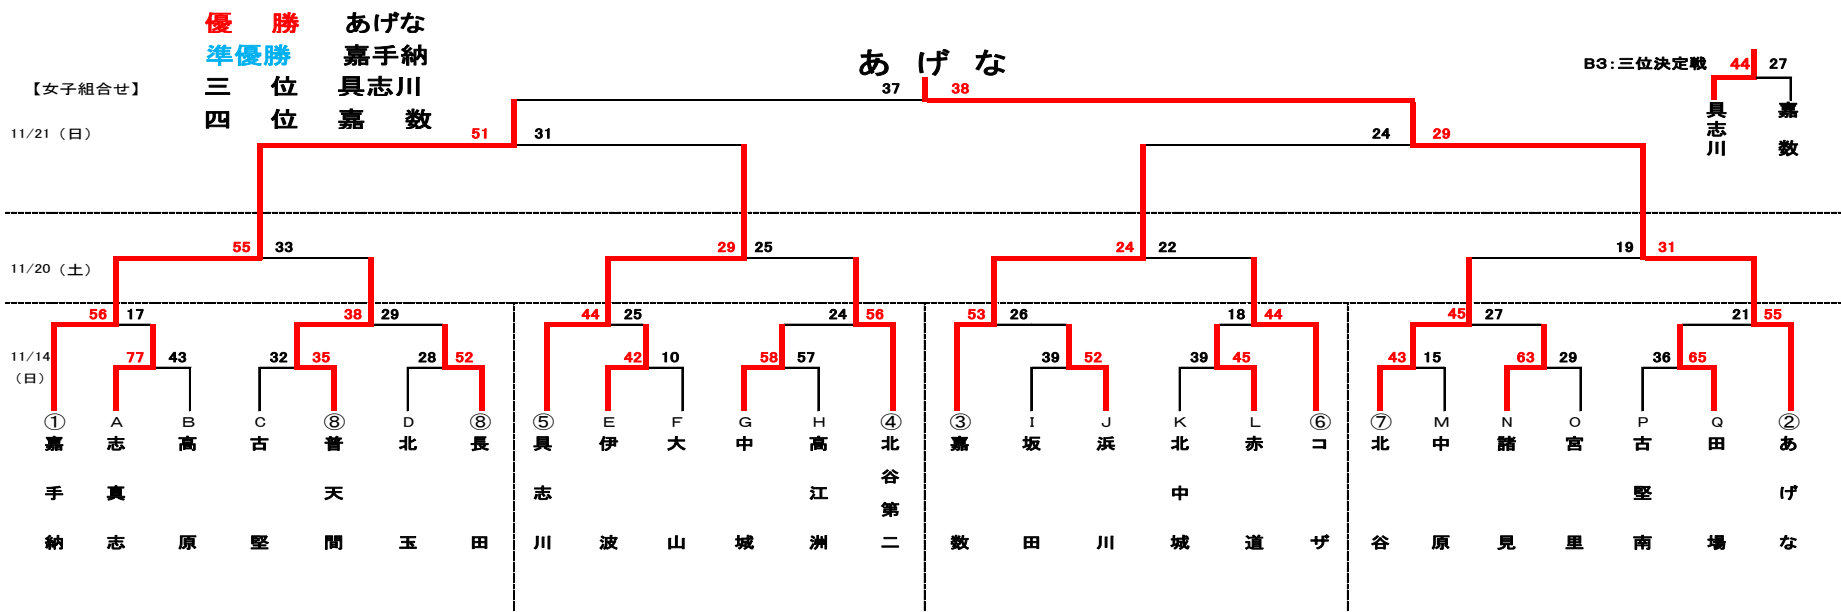 優勝 あげな
準優勝 嘉手納
三位 具志川
四位 嘉数
あげな
【女子組合せ】
B3:三位決定戦 44 27
具志川 嘉数
37 38
11/21（日）
51 31 24 29
11/20（土）
55 33 29 25 24 22 19 31
56 17 38 29 44 25 24 56 53 26 18 44 45 27 21 55
11/14（日）
77 43 32 35 28 52 42 10 58 57 39 52 39 45 43 15 63 29 36 65
① A B C ⑧ D ⑧ ⑤ E F G H ④ ③ I J K L ⑥ ⑦ M N O P Q ②
嘉手納
志真志
高原
古堅
普天間
北玉
長田
具志川
伊波
大山
中城
高江洲
北谷第二
嘉数
坂田
浜川
北中城
赤道
コザ
北谷
中原
諸見
宮里
古堅南
田場
あげな